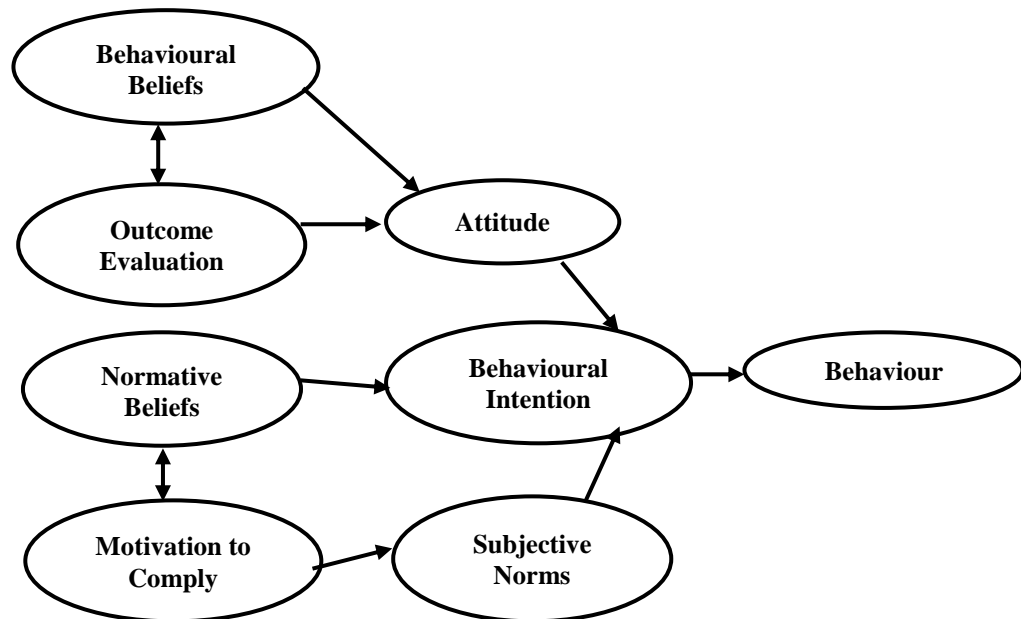 Behavioural
Beliefs
Outcome
Evaluation
Attitude
Normative
Beliefs
Behavioural
Intention
Behaviour
Motivation to
Comply
Subjective
Norms